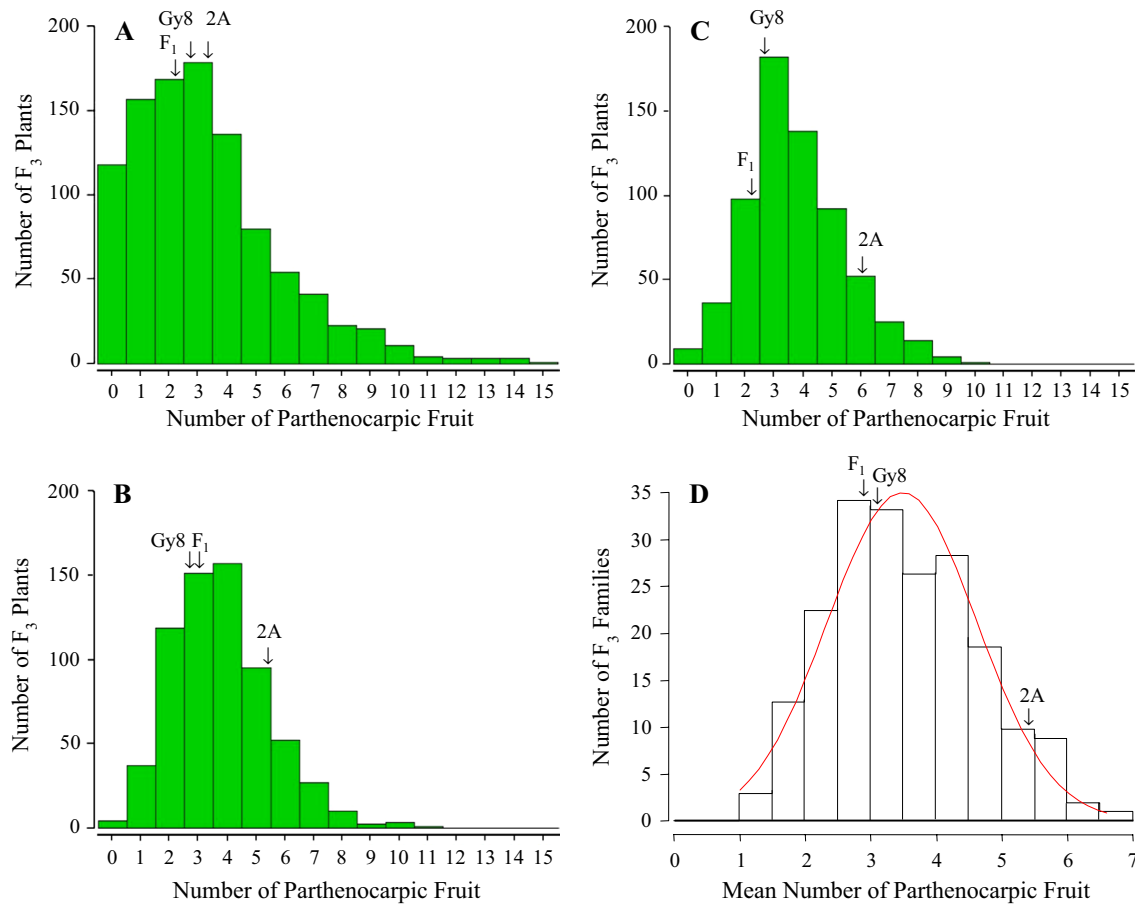 A
Gy8 2A
F1
Number of F3 Plants
200
150
100
50
0
0 1 2 3 4 5 6 7 8 9 10 11 12 13 14 15
Number of Parthenocarpic Fruit
C
Gy8
F1
2A
Number of F3 Plants
200
150
100
50
0
0 1 2 3 4 5 6 7 8 9 10 11 12 13 14 15
Number of Parthenocarpic Fruit
B
Gy8 F1
2A
Number of F3 Plants
200
150
100
50
0
0 1 2 3 4 5 6 7 8 9 10 11 12 13 14 15
Number of Parthenocarpic Fruit
D
F1
Gy8
2A
Number of F3 Families
35
30
25
20
15
10
5
0
0 1 2 3 4 5 6 7
Mean Number of Parthenocarpic Fruit